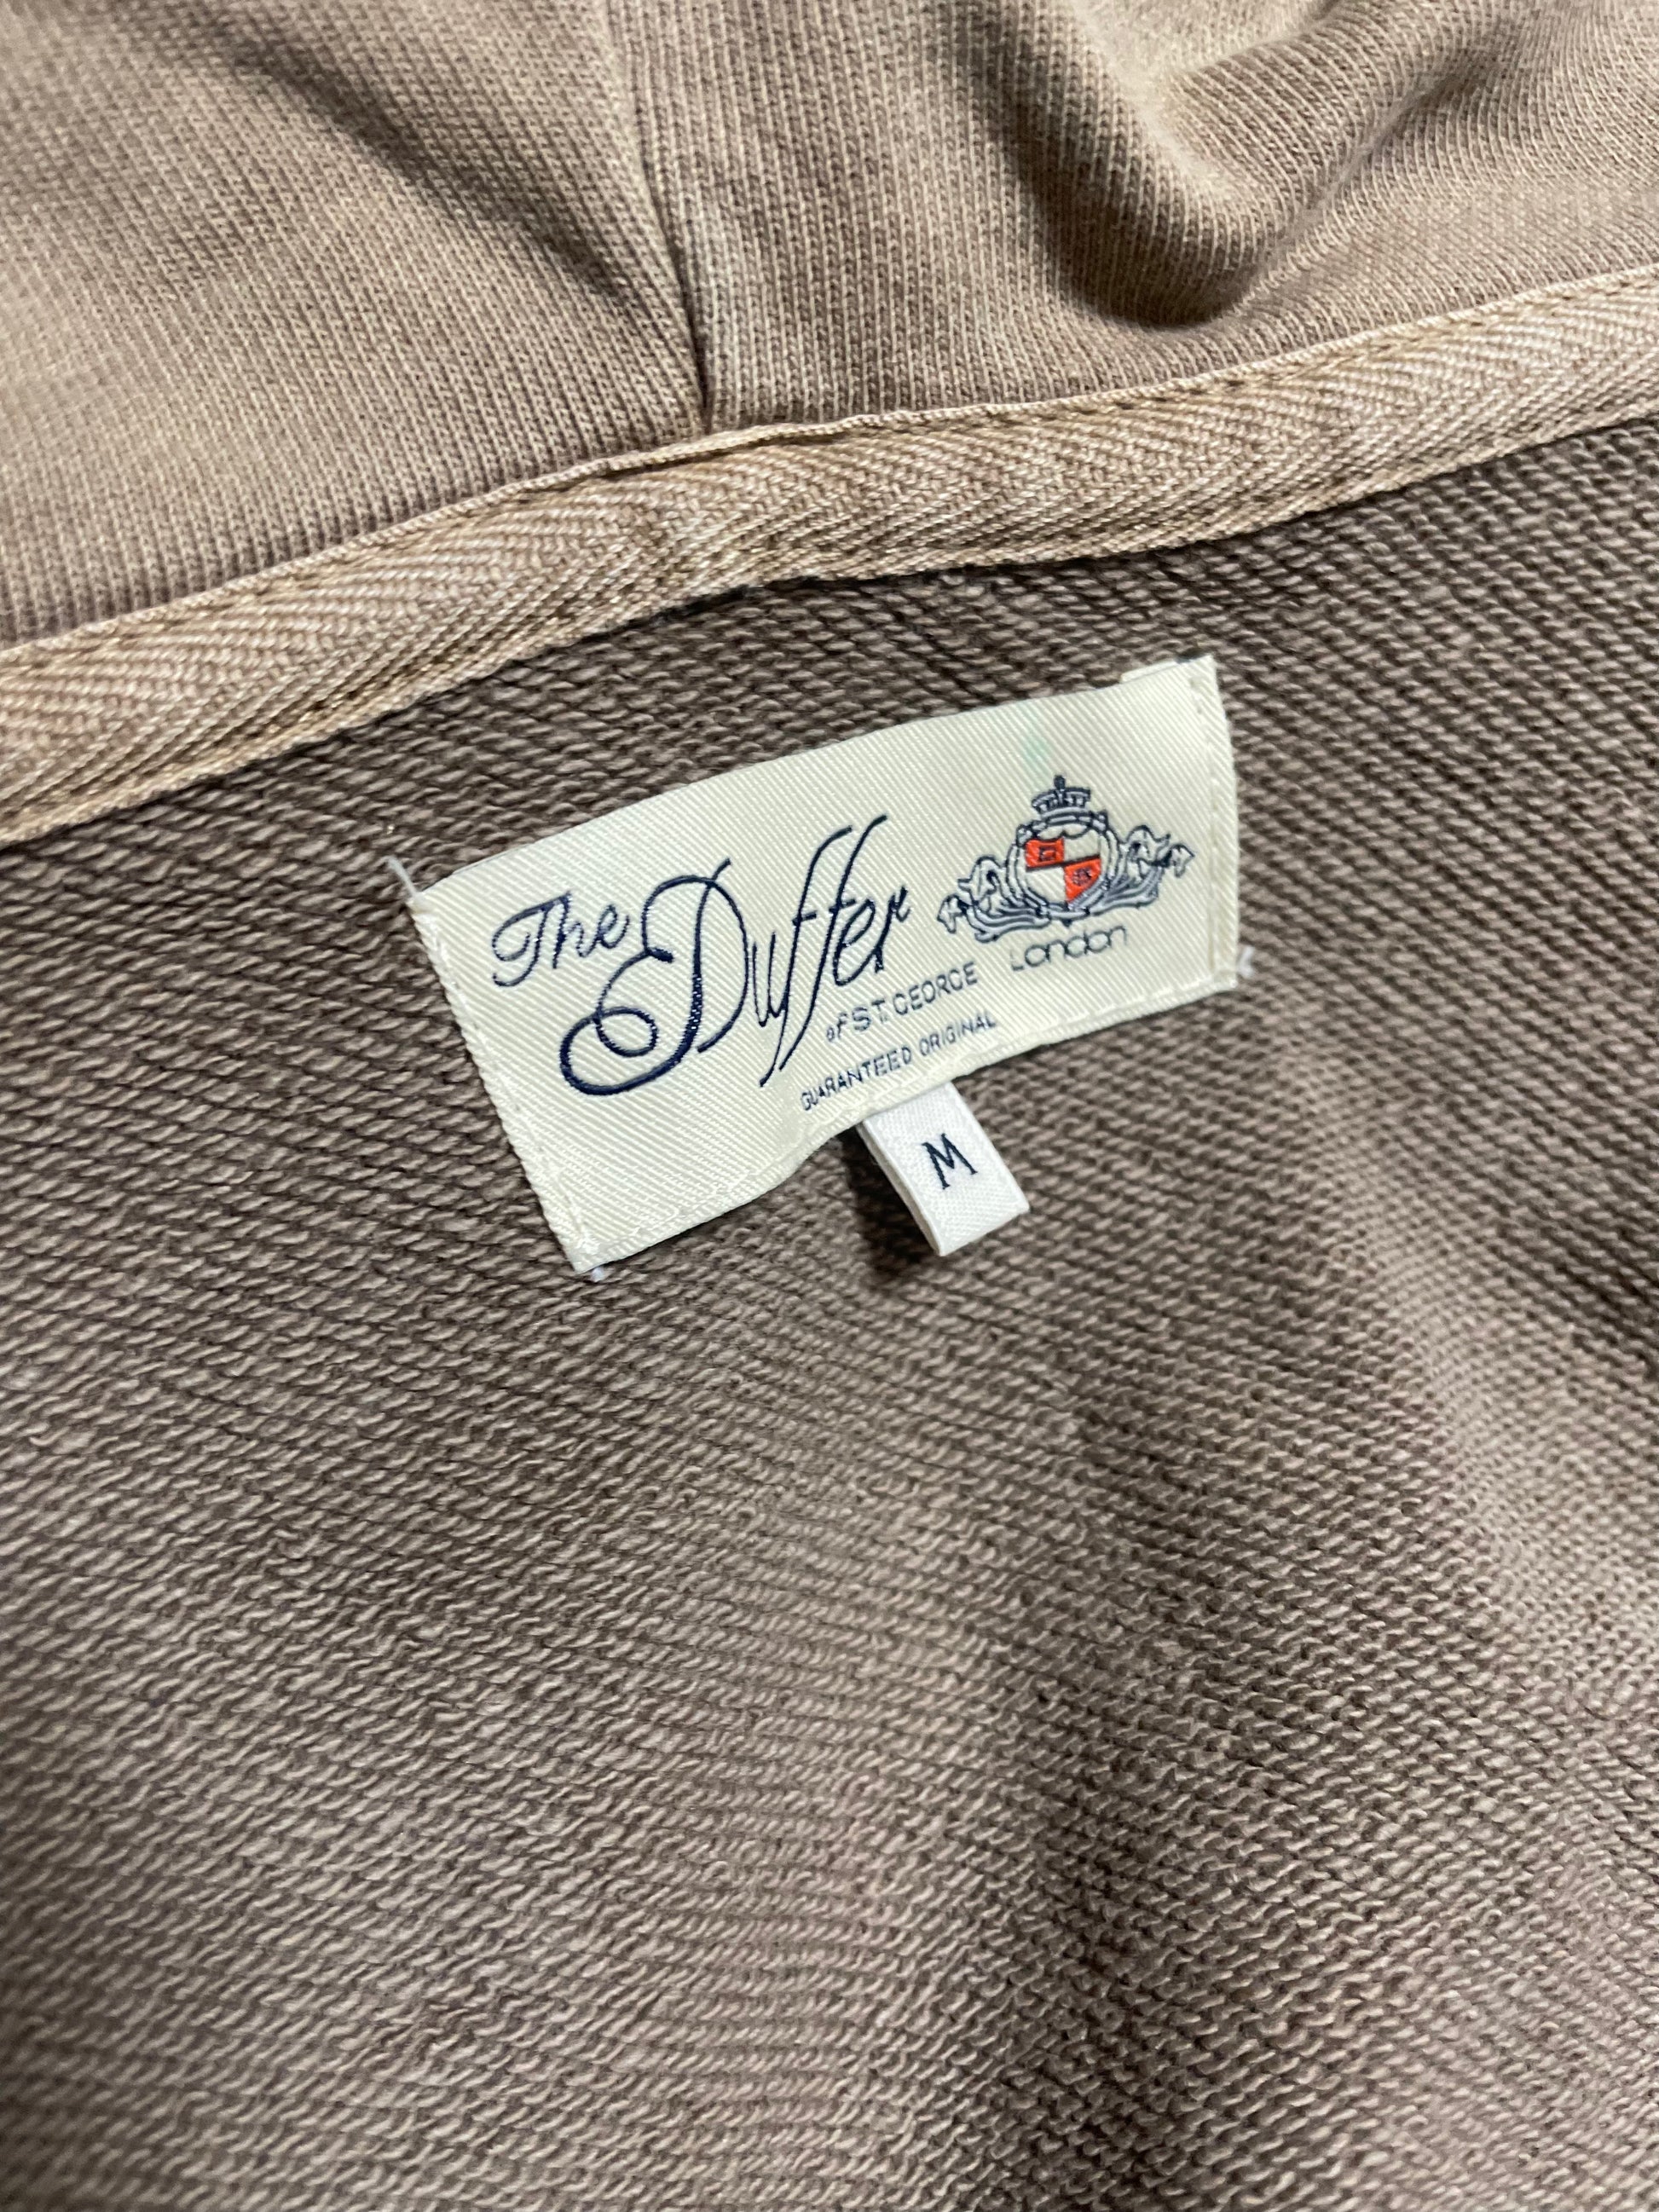 The Duffer
of ST. GEORGE London
GUARANTEED ORIGINAL
M